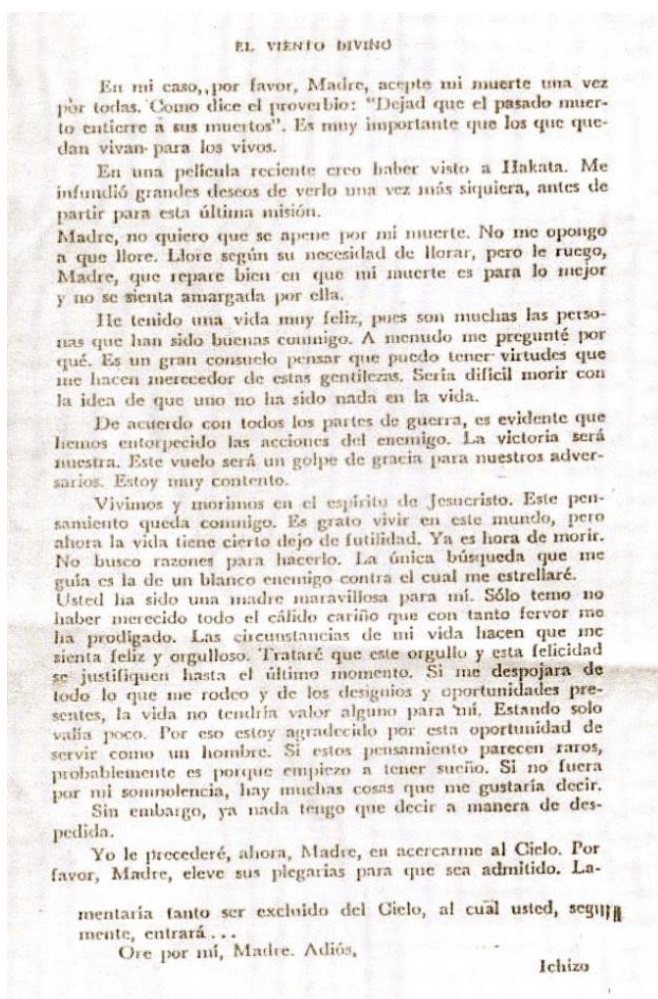 EL VIENTO DIVINO
En mi caso,,por favor, Madre, acepte mi muerte una vez
por todas. Como dice el proverbio: "Dejad que el pasado muer-
to entierre a sus muertos". Es muy importante que los que que-
dan vivan para los vivos.
En una película reciente creo haber visto a Hakata. Me
infundió grandes deseos de verlo una vez más siquiera, antes de
partir para esta última misión.
Madre, no quiero que se apene por mi muerte. No me opongo
a que llore. Llore según su necesidad de llorar, pero le ruego,
Madre, que repare bien en que mi muerte es para lo mejor
y no se sienta amargada por ella.
He tenido una vida muy feliz, pues son muchas las perso-
nas que han sido buenas conmigo. A menudo me pregunté por
qué. Es un gran consuelo pensar que puedo tener virtudes que
me hacen merecedor de estas gentilezas. Sería difícil morir con
la idea de que uno no ha sido nada en la vida.
De acuerdo con todos los partes de guerra, es evidente que
hemos entorpecido las acciones del enemigo. La victoria será
nuestra. Este vuelo será un golpe de gracia para nuestros adver-
sarios. Estoy muy contento.
Vivimos y morimos en el espíritu de Jesucristo. Este pen-
samiento queda conmigo. Es grato vivir en este mundo, pero
ahora la vida tiene cierto dejo de futilidad. Ya es hora de morir.
No busco razones para hacerlo. La única búsqueda que me
guía es la de un blanco enemigo contra el cual me estrellaré.
Usted ha sido una madre maravillosa para mí. Sólo temo no
haber merecido todo el cálido cariño que con tanto fervor me
ha prodigado. Las circunstancias de mi vida hacen que me
sienta feliz y orgulloso. Trataré que este orgullo y esta felicidad
se justifiquen hasta el último momento. Si me despojara de
todo lo que me rodeo y de los designios y oportunidades pre-
sentes, la vida no tendría valor alguno para mí. Estando solo
valía poco. Por eso estoy agradecido por esta oportunidad de
servir como un hombre. Si estos pensamiento parecen raros,
probablemente es porque empiezo a tener sueño. Si no fuera
por mi somnolencia, hay muchas cosas que me gustaría decir.
Sin embargo, ya nada tengo que decir a manera de des-
pedida.
Yo le precederé, ahora, Madre, en acercarme al Cielo. Por
favor, Madre, eleve sus plegarias para que sea admitido. La-
mentaría tanto ser excluido del Cielo, al cual usted, segura
mente, entrará...
Ore por mí, Madre. Adiós,
Ichizo